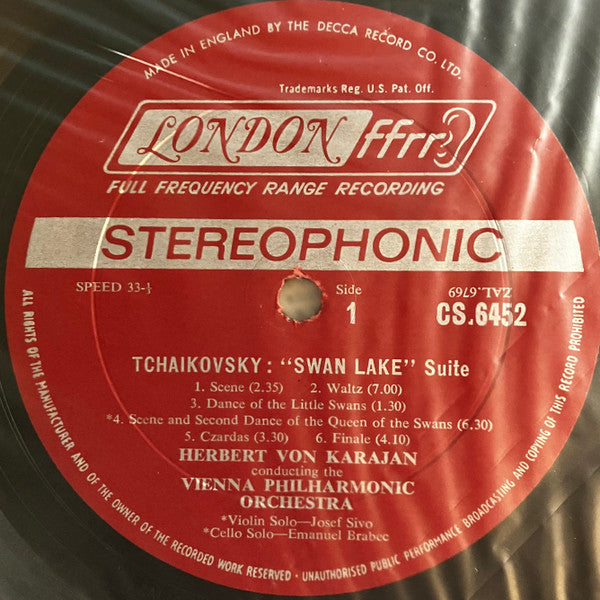 MADE IN ENGLAND BY THE DECCA RECORD CO. LTD.
Trademarks Reg. U.S. Pat. Off.
LONDON ffrr
FULL FREQUENCY RANGE RECORDING
STEREOPHONIC
SPEED 33-⅓
Side
1
ZAL.6769
CS.6452
TCHAIKOVSKY: “SWAN LAKE” Suite
1. Scene (2.35) 2. Waltz (7.00)
3. Dance of the Little Swans (1.30)
*4. Scene and Second Dance of the Queen of the Swans (6.30)
5. Czardas (3.30) 6. Finale (4.10)
HERBERT VON KARAJAN
conducting the
VIENNA PHILHARMONIC
ORCHESTRA
*Violin Solo—Josef Sivo
*Cello Solo—Emanuel Brabec
ALL RIGHTS OF THE MANUFACTURER AND OF THE OWNER OF THE RECORDED WORK RESERVED · UNAUTHORISED PUBLIC PERFORMANCE BROADCASTING AND COPYING OF THIS RECORD PROHIBITED